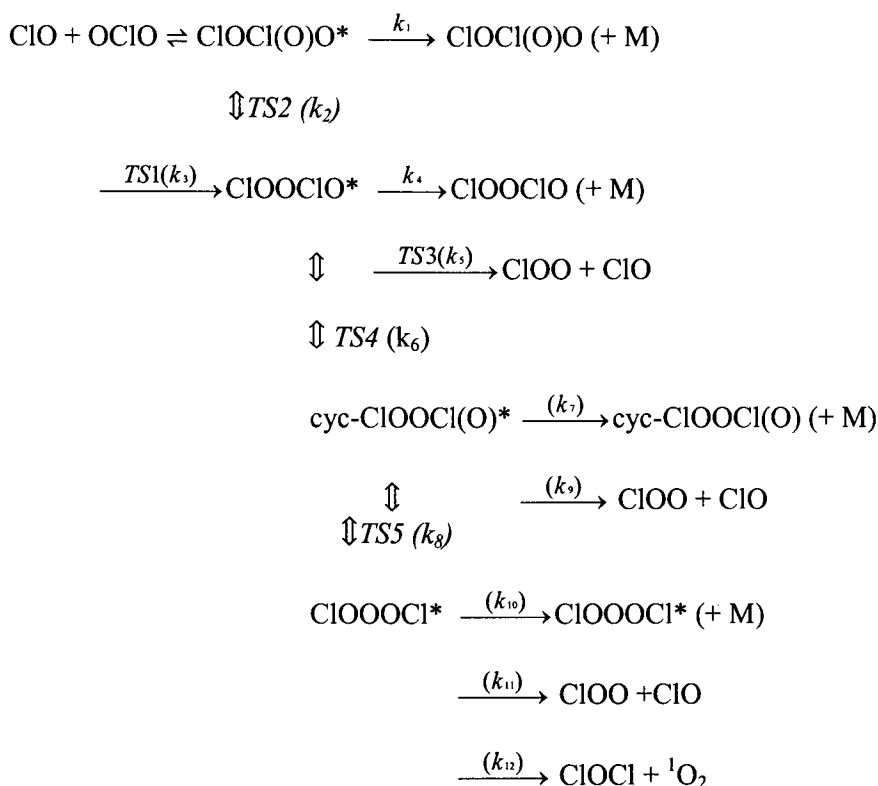 ClO + OClO ⇌ ClOCl(O)O* k₁ ⟶ ClOCl(O)O (+ M)
⇕ TS2 (k₂)
TS1(k₃) ⟶ ClOOClO* k₄ ⟶ ClOOClO (+ M)
⇕ TS3(k₅) ⟶ ClOO + ClO
⇕ TS4 (k₆)
cyc-ClOOCl(O)* (k₇) ⟶ cyc-ClOOCl(O) (+ M)
⇕ (k₉) ⟶ ClOO + ClO
⇕ TS5 (k₈)
ClOOOCl* (k₁₀) ⟶ ClOOOCl* (+ M)
(k₁₁) ⟶ ClOO +ClO
(k₁₂) ⟶ ClOCl + ¹O₂